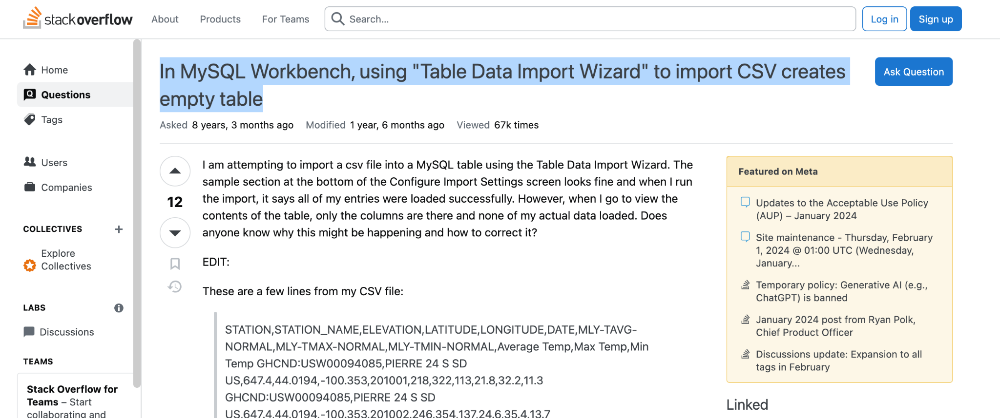 stackoverflow
About
Products
For Teams
Search...
Log in
Sign up
Home
Questions
Tags
Users
Companies
COLLECTIVES
Explore
Collectives
LABS
Discussions
TEAMS
Stack Overflow for
Teams – Start
collaborating and
In MySQL Workbench, using "Table Data Import Wizard" to import CSV creates
empty table
Ask Question
Asked 8 years, 3 months ago Modified 1 year, 6 months ago Viewed 67k times
12
I am attempting to import a csv file into a MySQL table using the Table Data Import Wizard. The
sample section at the bottom of the Configure Import Settings screen looks fine and when I run
the import, it says all of my entries were loaded successfully. However, when I go to view the
contents of the table, only the columns are there and none of my actual data loaded. Does
anyone know why this might be happening and how to correct it?
EDIT:
These are a few lines from my CSV file:
STATION,STATION_NAME,ELEVATION,LATITUDE,LONGITUDE,DATE,MLY-TAVG-
NORMAL,MLY-TMAX-NORMAL,MLY-TMIN-NORMAL,Average Temp,Max Temp,Min
Temp GHCND:USW00094085,PIERRE 24 S SD
US,647.4,44.0194,-100.353,201001,218,322,113,21.8,32.2,11.3
GHCND:USW00094085,PIERRE 24 S SD
US,647.4,44.0194,-100.353,201002,246,354,137,24.6,35.4,13.7
Featured on Meta
Updates to the Acceptable Use Policy
(AUP) – January 2024
Site maintenance - Thursday, February
1, 2024 @ 01:00 UTC (Wednesday,
January...
Temporary policy: Generative AI (e.g.,
ChatGPT) is banned
January 2024 post from Ryan Polk,
Chief Product Officer
Discussions update: Expansion to all
tags in February
Linked